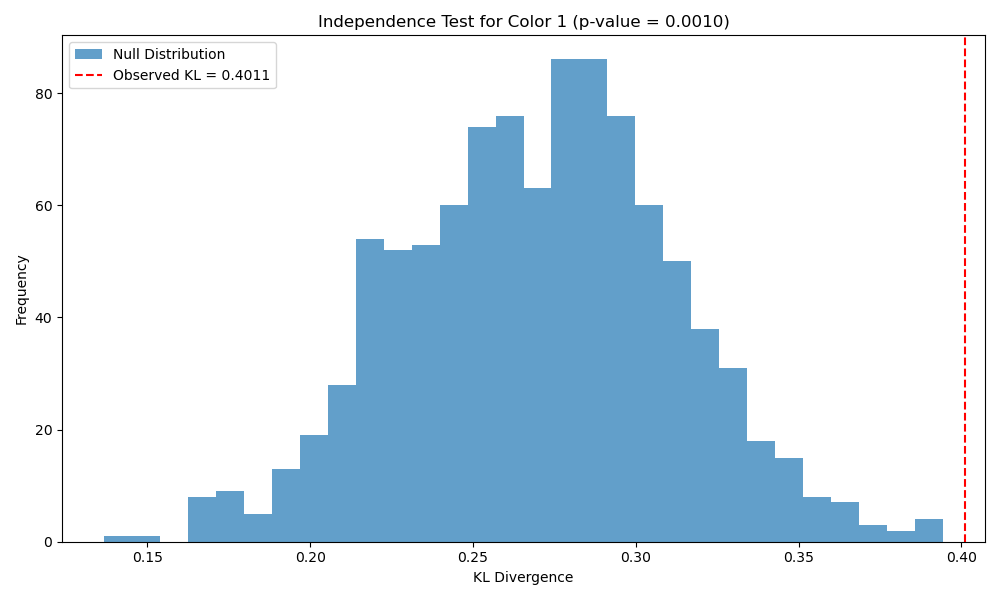 Independence Test for Color 1 (p-value = 0.0010)
Null Distribution
Observed KL = 0.4011
Frequency
80
60
40
20
0
0.15 0.20 0.25 0.30 0.35 0.40
KL Divergence